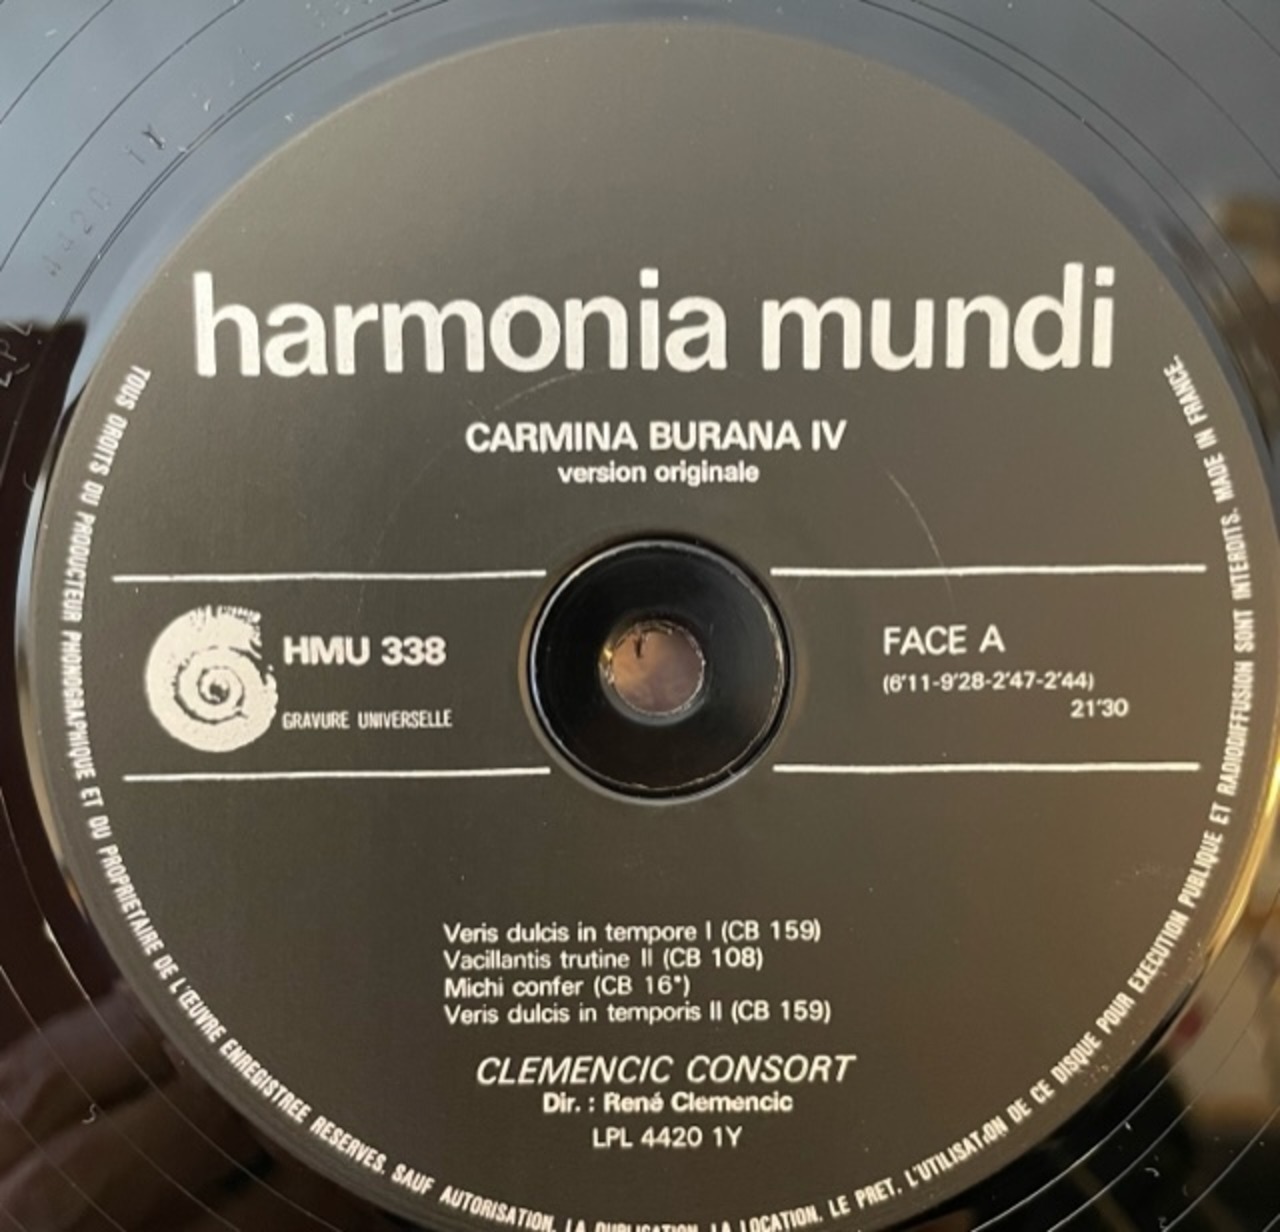 harmonia mundi
CARMINA BURANA IV
version originale
HMU 338
GRAVURE UNIVERSELLE
FACE A
(6'11-9'28-2'47-2'44)
21'30
Veris dulcis in tempore I (CB 159)
Vacillantis trutine II (CB 108)
Michi confer (CB 16*)
Veris dulcis in temporis II (CB 159)
CLEMENCIC CONSORT
Dir. : René Clemencic
LPL 4420 1Y
TOUS DROITS DU PRODUCTEUR PHONOGRAPHIQUE ET DU PROPRIETAIRE DE L'ŒUVRE ENREGISTREE RESERVES. SAUF AUTORISATION, LA PUBLICATION, LA LOCATION, LE PRET, L'UTILISATION DE CE DISQUE POUR EXECUTION PUBLIQUE ET RADIODIFFUSION SONT INTERDITS. MADE IN FRANCE.
LPL 4420 1Y